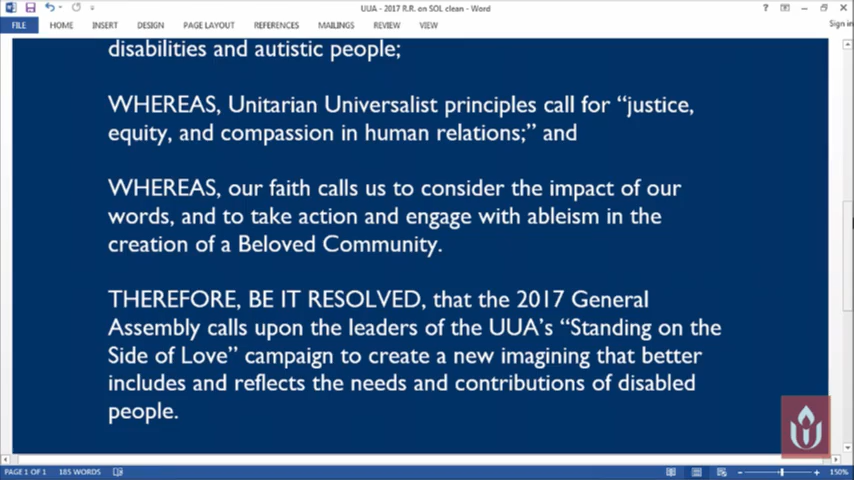 UUA - 2017 R.R. on SOL clean - Word
Sign in
FILE HOME INSERT DESIGN PAGE LAYOUT REFERENCES MAILINGS REVIEW VIEW
disabilities and autistic people;
WHEREAS, Unitarian Universalist principles call for “justice,
equity, and compassion in human relations;” and
WHEREAS, our faith calls us to consider the impact of our
words, and to take action and engage with ableism in the
creation of a Beloved Community.
THEREFORE, BE IT RESOLVED, that the 2017 General
Assembly calls upon the leaders of the UUA’s “Standing on the
Side of Love” campaign to create a new imagining that better
includes and reflects the needs and contributions of disabled
people.
PAGE 1 OF 1 185 WORDS 150%